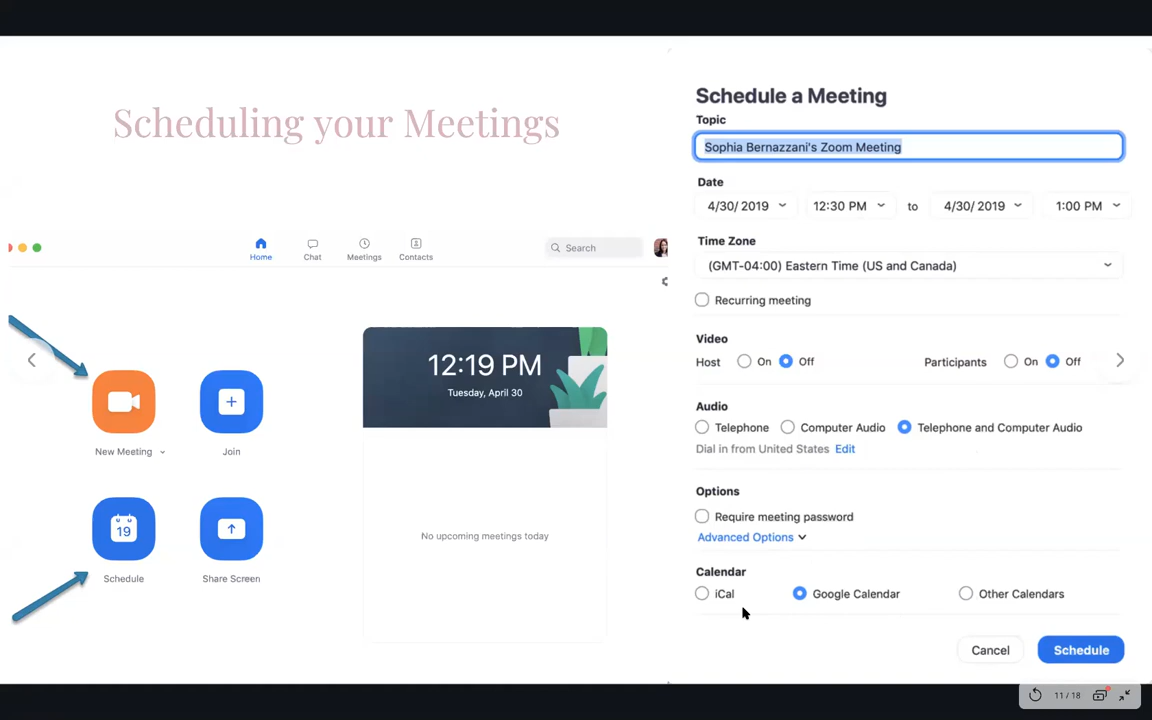 Scheduling your Meetings
Home
Chat
Meetings
Contacts
Search
New Meeting
Join
Schedule
19
Share Screen
12:19 PM
Tuesday, April 30
No upcoming meetings today
Schedule a Meeting
Topic
Sophia Bernazzani's Zoom Meeting
Date
4/30/ 2019 12:30 PM to 4/30/ 2019 1:00 PM
Time Zone
(GMT-04:00) Eastern Time (US and Canada)
Recurring meeting
Video
Host On Off Participants On Off
Audio
Telephone Computer Audio Telephone and Computer Audio
Dial in from United States Edit
Options
Require meeting password
Advanced Options
Calendar
iCal Google Calendar Other Calendars
Cancel Schedule
11 / 18